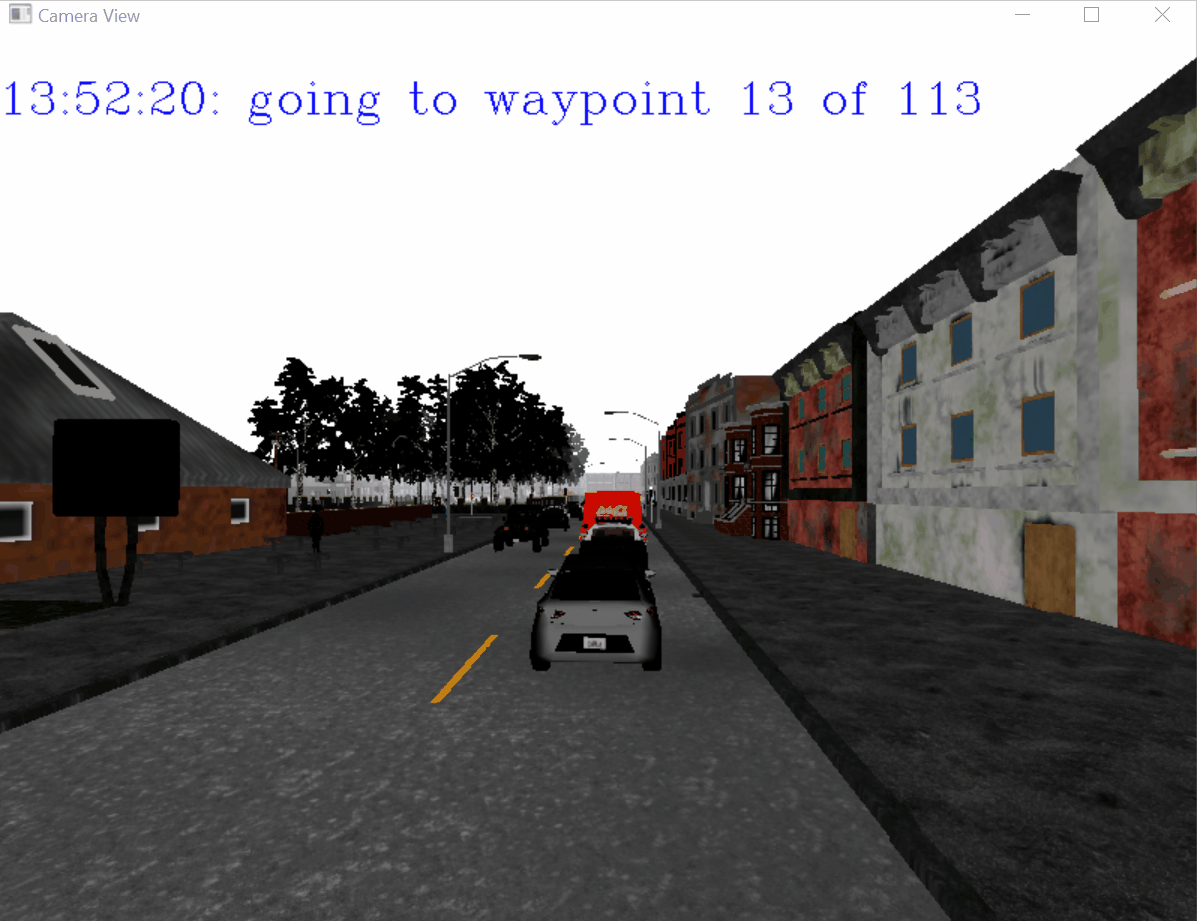 Camera View
13:52:20: going to waypoint 13 of 113